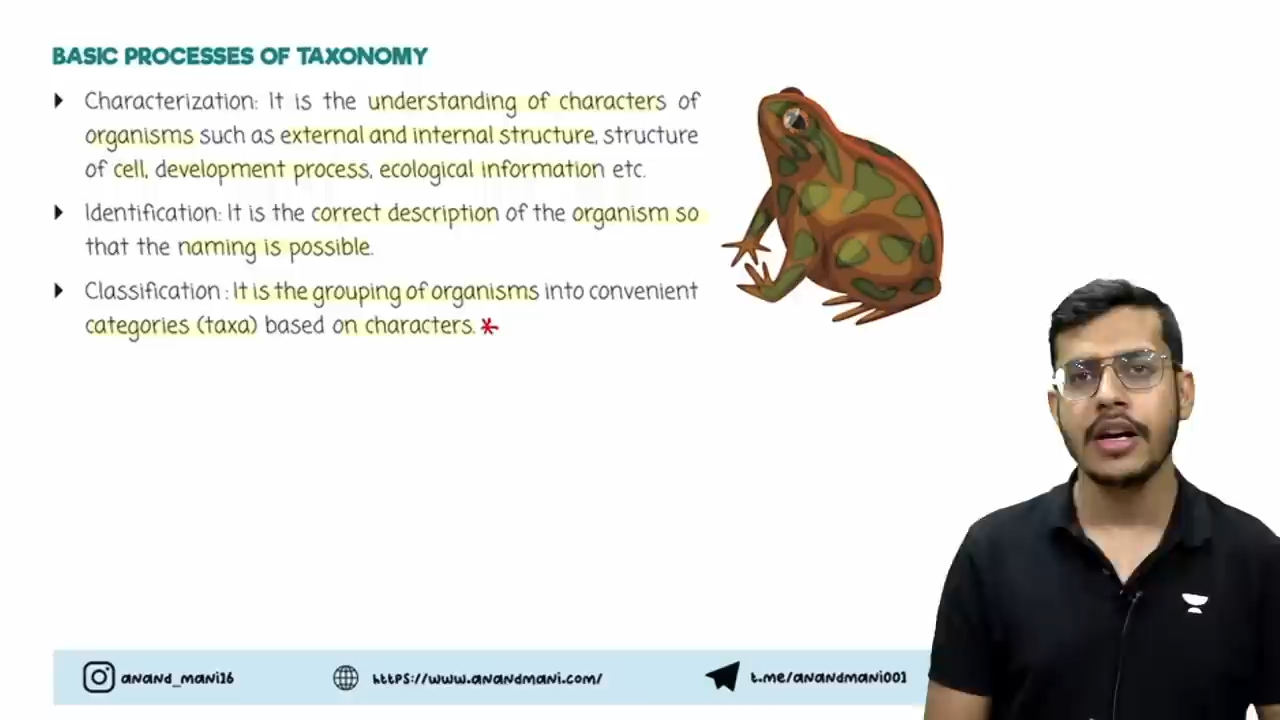 BASIC PROCESSES OF TAXONOMY
Characterization: It is the understanding of characters of
organisms such as external and internal structure, structure
of cell, development process, ecological information etc.
Identification: It is the correct description of the organism so
that the naming is possible.
Classification : It is the grouping of organisms into convenient
categories (taxa) based on characters. *
anand_mani16
https://www.anandmani.com/
t.me/anandmani001